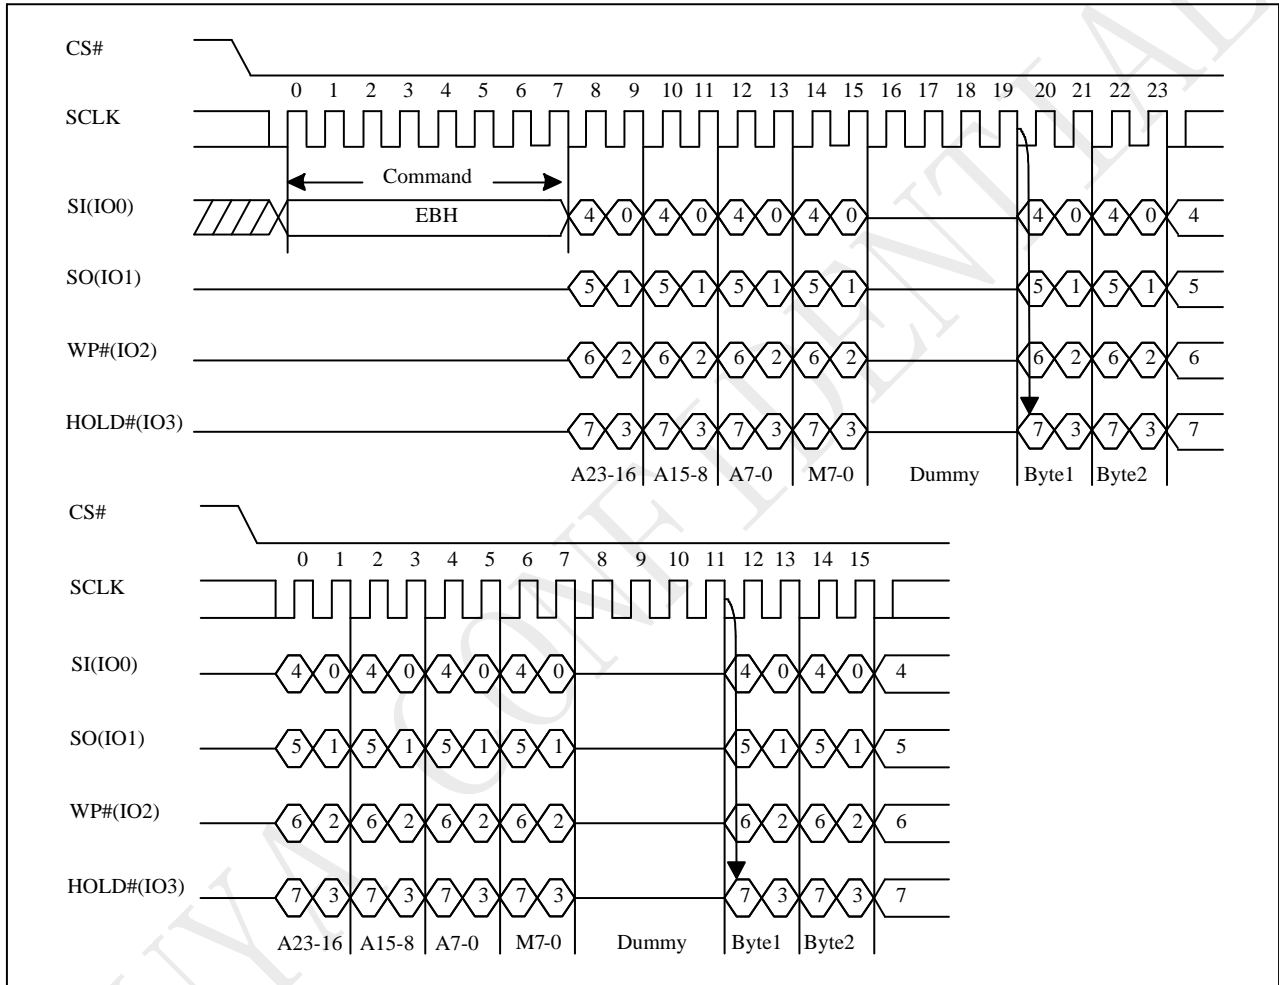 CS#
0 1 2 3 4 5 6 7 8 9 10 11 12 13 14 15 16 17 18 19 20 21 22 23
SCLK
Command
SI(IO0) EBH 4 0 4 0 4 0 4 0 4 0 4 0 4
SO(IO1) 5 1 5 1 5 1 5 1 5 1 5 1 5
WP#(IO2) 6 2 6 2 6 2 6 2 6 2 6 2 6
HOLD#(IO3) 7 3 7 3 7 3 7 3 7 3 7 3 7
A23-16 A15-8 A7-0 M7-0 Dummy Byte1 Byte2
CS#
0 1 2 3 4 5 6 7 8 9 10 11 12 13 14 15
SCLK
SI(IO0) 4 0 4 0 4 0 4 0 4 0 4 0 4
SO(IO1) 5 1 5 1 5 1 5 1 5 1 5 1 5
WP#(IO2) 6 2 6 2 6 2 6 2 6 2 6 2 6
HOLD#(IO3) 7 3 7 3 7 3 7 3 7 3 7 3 7
A23-16 A15-8 A7-0 M7-0 Dummy Byte1 Byte2
CONFIDENTIAL